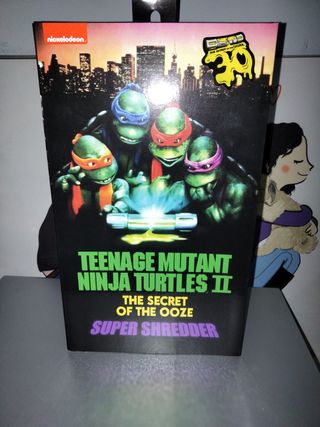 nickelodeon
30
TEENAGE MUTANT
NINJA TURTLES II
THE SECRET
OF THE OOZE
SUPER SHREDDER